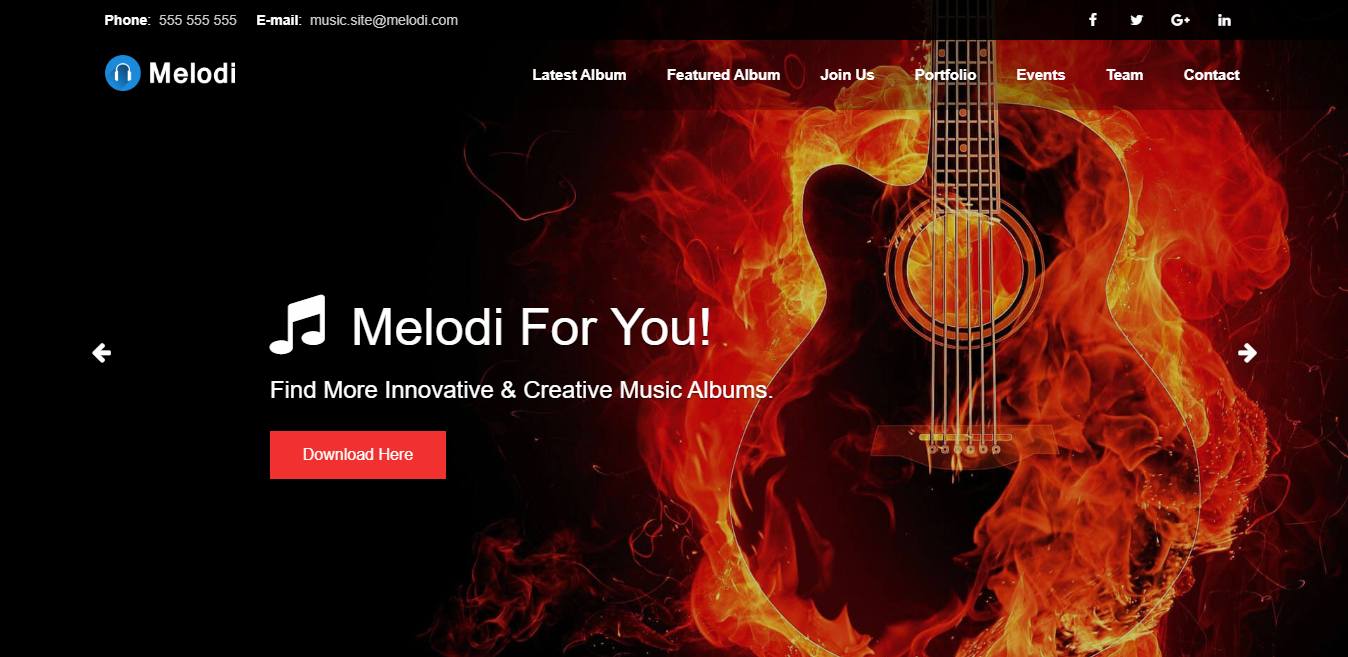 Phone: 555 555 555 E-mail: music.site@melodi.com
Melodi
Latest Album Featured Album Join Us Portfolio Events Team Contact
Melodi For You!
Find More Innovative & Creative Music Albums.
Download Here